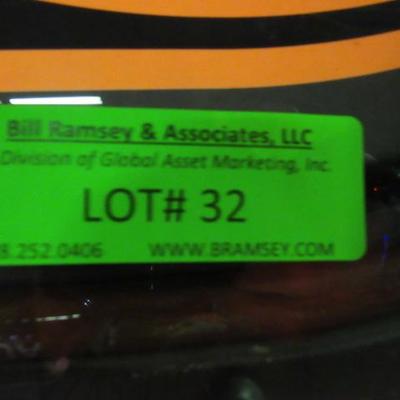 Bill Ramsey & Associates, LLC
Division of Global Asset Marketing, Inc.
LOT# 32
8.252.0406 WWW.BRAMSEY.COM